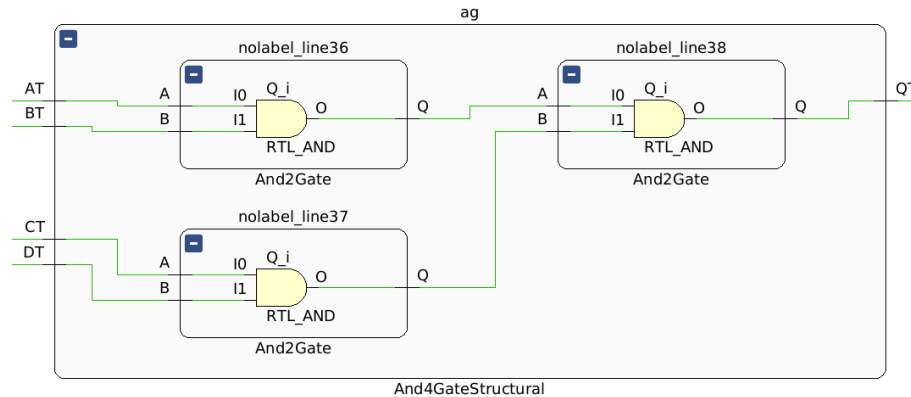 ag
nolabel_line36
nolabel_line38
AT
BT
A
B
I0
I1
Q_i
O
RTL_AND
Q
And2Gate
A
B
I0
I1
Q_i
O
RTL_AND
Q
And2Gate
QT
nolabel_line37
CT
DT
A
B
I0
I1
Q_i
O
RTL_AND
Q
And2Gate
And4GateStructural